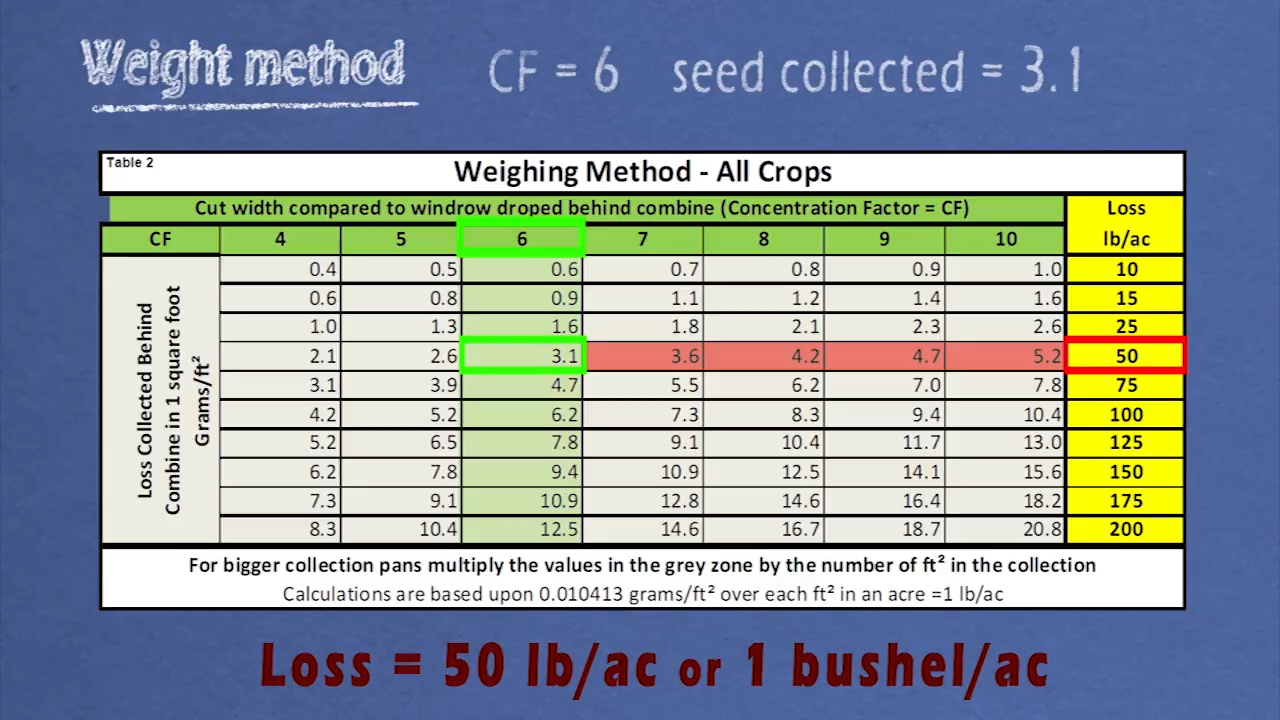 Weight method CF = 6 seed collected = 3.1
Table 2
Weighing Method - All Crops
Cut width compared to windrow droped behind combine (Concentration Factor = CF) Loss
CF 4 5 6 7 8 9 10 lb/ac
Loss Collected Behind
Combine in 1 square foot
Grams/ft²
0.4 0.5 0.6 0.7 0.8 0.9 1.0 10
0.6 0.8 0.9 1.1 1.2 1.4 1.6 15
1.0 1.3 1.6 1.8 2.1 2.3 2.6 25
2.1 2.6 3.1 3.6 4.2 4.7 5.2 50
3.1 3.9 4.7 5.5 6.2 7.0 7.8 75
4.2 5.2 6.2 7.3 8.3 9.4 10.4 100
5.2 6.5 7.8 9.1 10.4 11.7 13.0 125
6.2 7.8 9.4 10.9 12.5 14.1 15.6 150
7.3 9.1 10.9 12.8 14.6 16.4 18.2 175
8.3 10.4 12.5 14.6 16.7 18.7 20.8 200
For bigger collection pans multiply the values in the grey zone by the number of ft² in the collection
Calculations are based upon 0.010413 grams/ft² over each ft² in an acre =1 lb/ac
Loss = 50 lb/ac or 1 bushel/ac